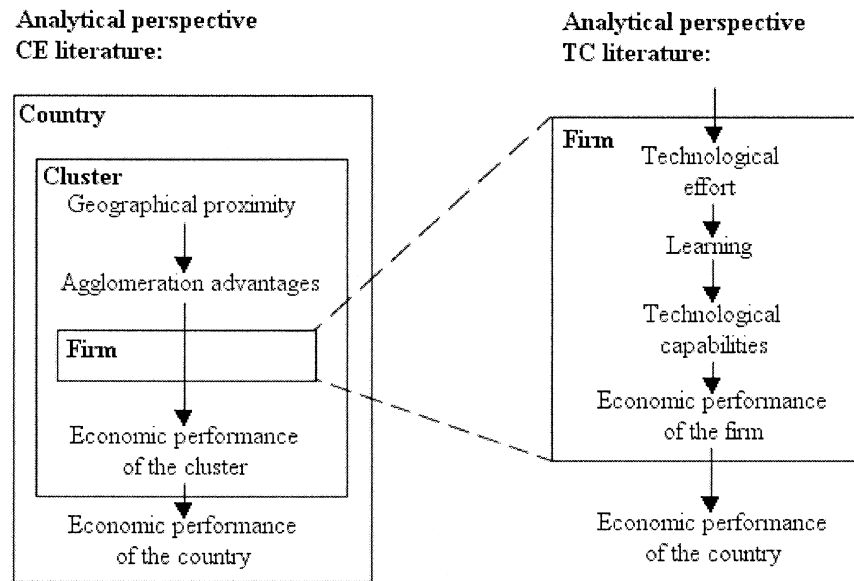 Analytical perspective
CE literature:
Country
Cluster
Geographical proximity
Agglomeration advantages
Firm
Economic performance
of the cluster
Economic performance
of the country
Analytical perspective
TC literature:
Firm
Technological
effort
Learning
Technological
capabilities
Economic performance
of the firm
Economic performance
of the country